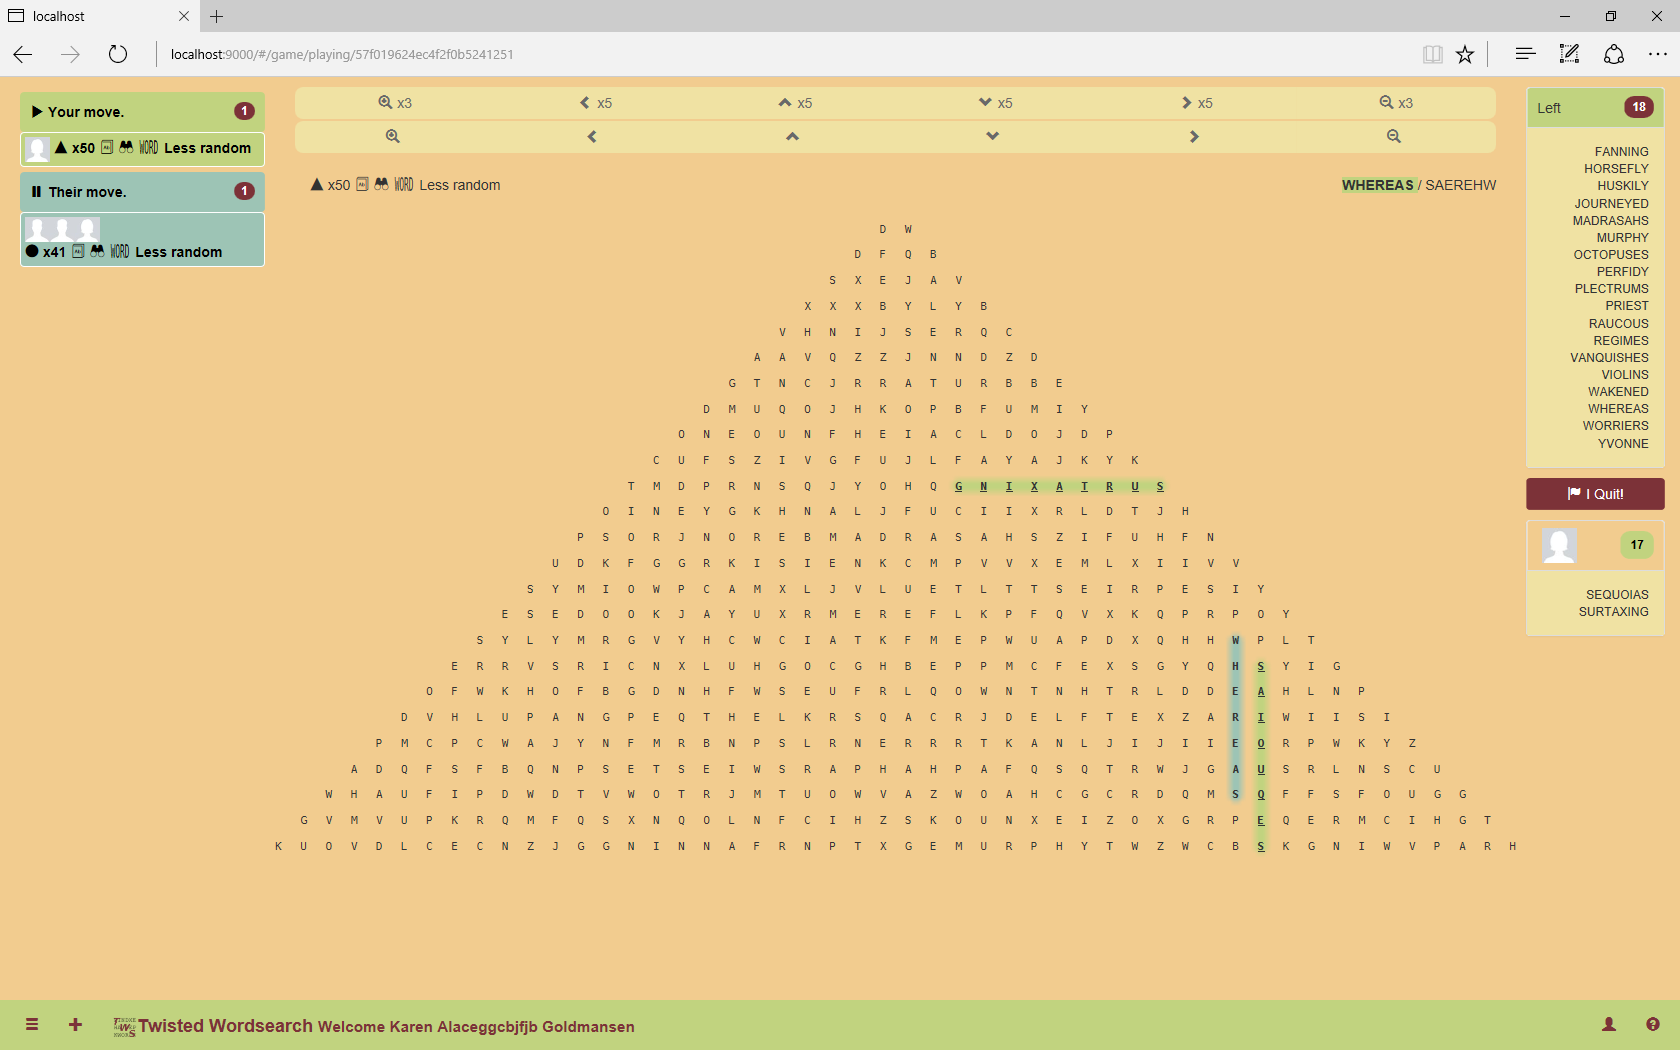 localhost
localhost:9000/#/game/playing/57f019624ec4f2f0b5241251
Your move. 1
x50 WORD Less random
Their move. 1
x41 WORD Less random
x3 x5 x5 x5 x5 x3
x50 WORD Less random
WHEREAS / SAEREHW
D W
D F Q B
S X E J A V
X X X B Y L Y B
V H N I J S E R Q C
A A V Q Z Z J N N D Z D
G T N C J R R A T U R B B E
D M U Q O J H K O P B F U M I Y
O N E O U N F H E I A C L D O J D P
C U F S Z I V G F U J L F A Y A J K Y K
T M D P R N S Q J Y O H Q G N I X A T R U S
O I N E Y G K H N A L J F U C I I X R L D T J H
P S O R J N O R E B M A D R A S A H S Z I F U H F N
U D K F G G R K I S I E N K C M P V V X E M L X I I V V
S Y M I O W P C A M X L J V L U E T L T T S E I R P E S I Y
E S E D O O K J A Y U X R M E R E F L K P F Q V X K Q P R P O Y
S Y L Y M R G V Y H C W C I A T K F M E P W U A P D X Q H H W P L T
E R R V S R I C N X L U H G O C G H B E P P M C F E X S G Y Q H S Y I G
O F W K H O F B G D N H F W S E U F R L Q O W N T N H T R L D D E A H L N P
D V H L U P A N G P E Q T H E L K R S Q A C R J D E L F T E X Z A R I W I I S I
P M C P C W A J Y N F M R B N P S L R N E R R R T K A N L J I J I I E O R P W K Y Z
A D Q F S F B Q N P S E T S E I W S R A P H A H P A F Q S Q T R W J G A U S R L N S C U
W H A U F I P D W D T V W O T R J M T U O W V A Z W O A H C G C R D Q M S Q F F S F O U G G
G V M V U P K R Q M F Q S X N Q O L N F C I H Z S K O U N X E I Z O X G R P E Q E R M C I H G T
K U O V D L C E C N Z J G G N I N N A F R N P T X G E M U R P H Y T W Z W C B S K G N I W V P A R H
Left 18
FANNING
HORSEFLY
HUSKILY
JOURNEYED
MADRASAHS
MURPHY
OCTOPUSES
PERFIDY
PLECTRUMS
PRIEST
RAUCOUS
REGIMES
VANQUISHES
VIOLINS
WAKENED
WHEREAS
WORRIERS
YVONNE
I Quit!
17
SEQUOIAS
SURTAXING
Twisted Wordsearch Welcome Karen Alaceggcbjfjb Goldmansen